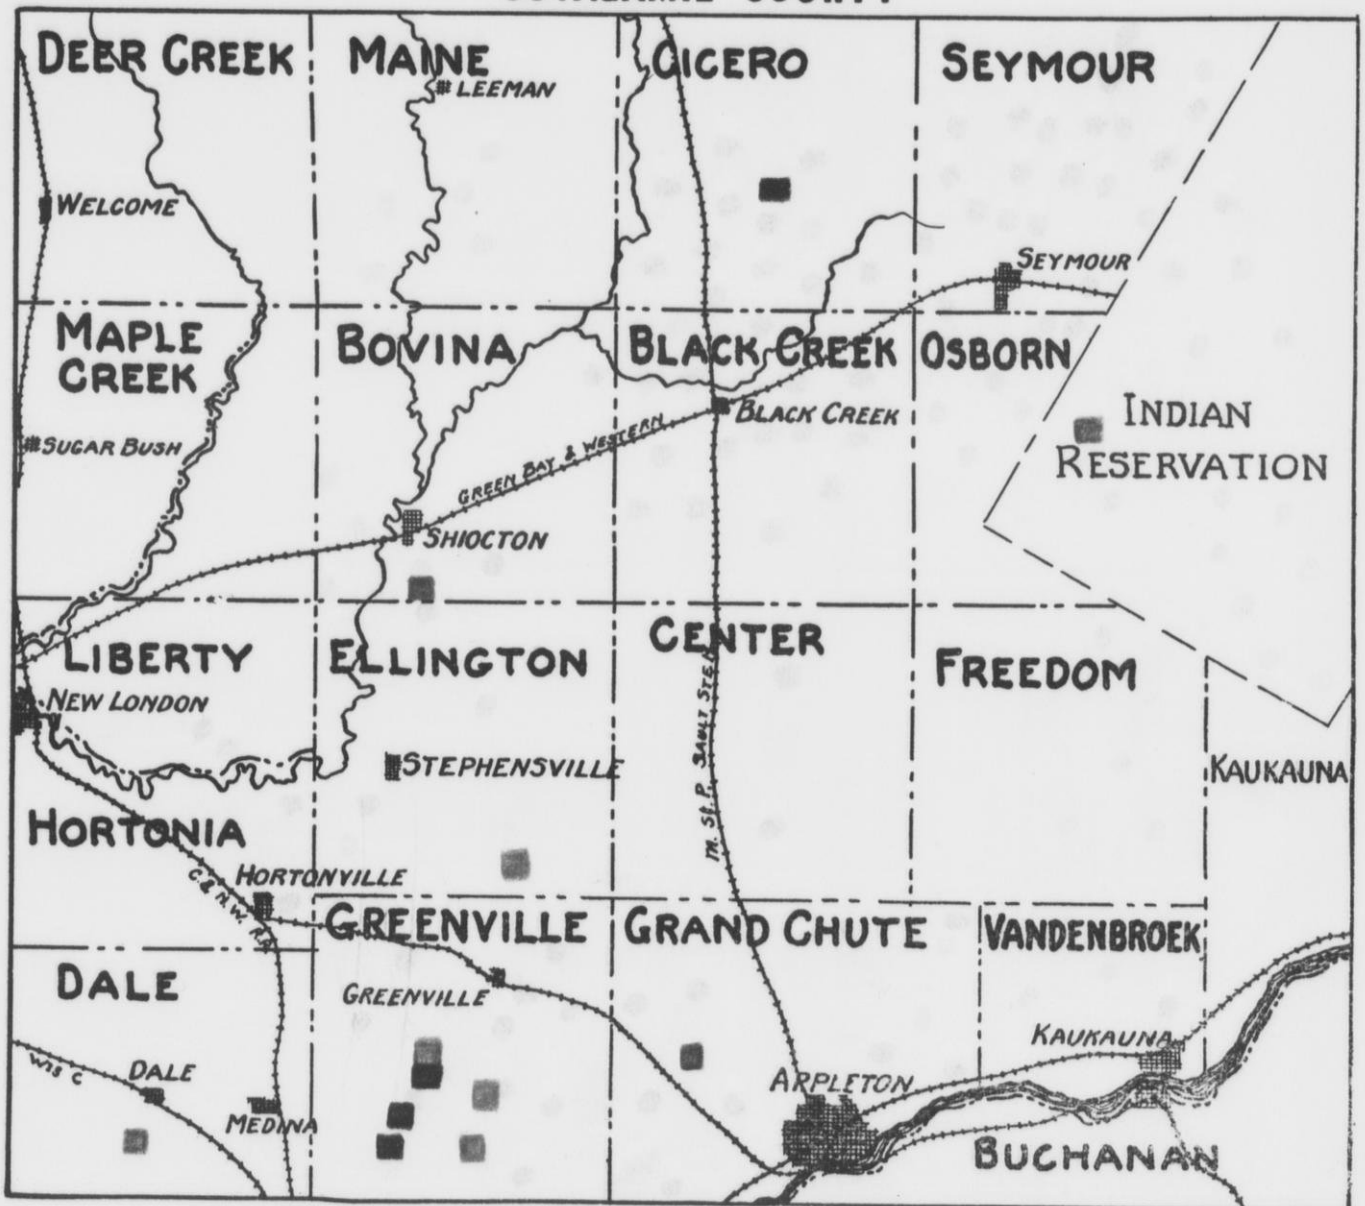 COUNTY
DEER CREEK
MAINE
CICERO
SEYMOUR
LEEMAN
WELCOME
SEYMOUR
MAPLE
CREEK
BOVINA
BLACK CREEK
OSBORN
BLACK CREEK
INDIAN
RESERVATION
SUGAR BUSH
GREEN BAY & WESTERN
SHIOCTON
LIBERTY
ELLINGTON
CENTER
FREEDOM
NEW LONDON
STEPHENSVILLE
M. St. P. SAULT STE
KAUKAUNA
HORTONIA
HORTONVILLE
C. & N. W. R.R.
GREENVILLE
GRAND CHUTE
VANDENBROEK
DALE
GREENVILLE
KAUKAUNA
WIS C
DALE
APPLETON
MEDINA
BUCHANAN